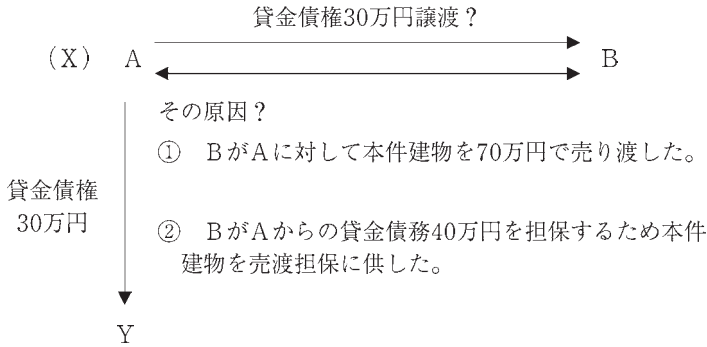 貸金債権30万円譲渡？
（X） A B
その原因？
① BがAに対して本件建物を70万円で売り渡した。
貸金債権
30万円
② BがAからの貸金債務40万円を担保するため本件
建物を売渡担保に供した。
Y